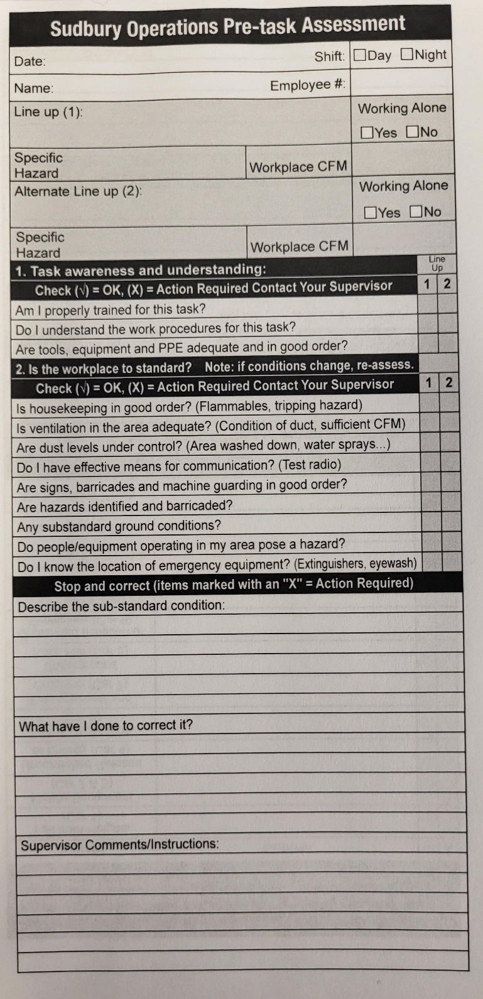 Sudbury Operations Pre-task Assessment
Date: Shift: Day Night
Name: Employee #:
Line up (1): Working Alone
Yes No
Specific
Hazard Workplace CFM
Alternate Line up (2): Working Alone
Yes No
Specific
Hazard Workplace CFM
1. Task awareness and understanding: Line Up
Check (√) = OK, (X) = Action Required Contact Your Supervisor 1 2
Am I properly trained for this task?
Do I understand the work procedures for this task?
Are tools, equipment and PPE adequate and in good order?
2. Is the workplace to standard? Note: if conditions change, re-assess.
Check (√) = OK, (X) = Action Required Contact Your Supervisor 1 2
Is housekeeping in good order? (Flammables, tripping hazard)
Is ventilation in the area adequate? (Condition of duct, sufficient CFM)
Are dust levels under control? (Area washed down, water sprays...)
Do I have effective means for communication? (Test radio)
Are signs, barricades and machine guarding in good order?
Are hazards identified and barricaded?
Any substandard ground conditions?
Do people/equipment operating in my area pose a hazard?
Do I know the location of emergency equipment? (Extinguishers, eyewash)
Stop and correct (items marked with an "X" = Action Required)
Describe the sub-standard condition:
What have I done to correct it?
Supervisor Comments/Instructions: